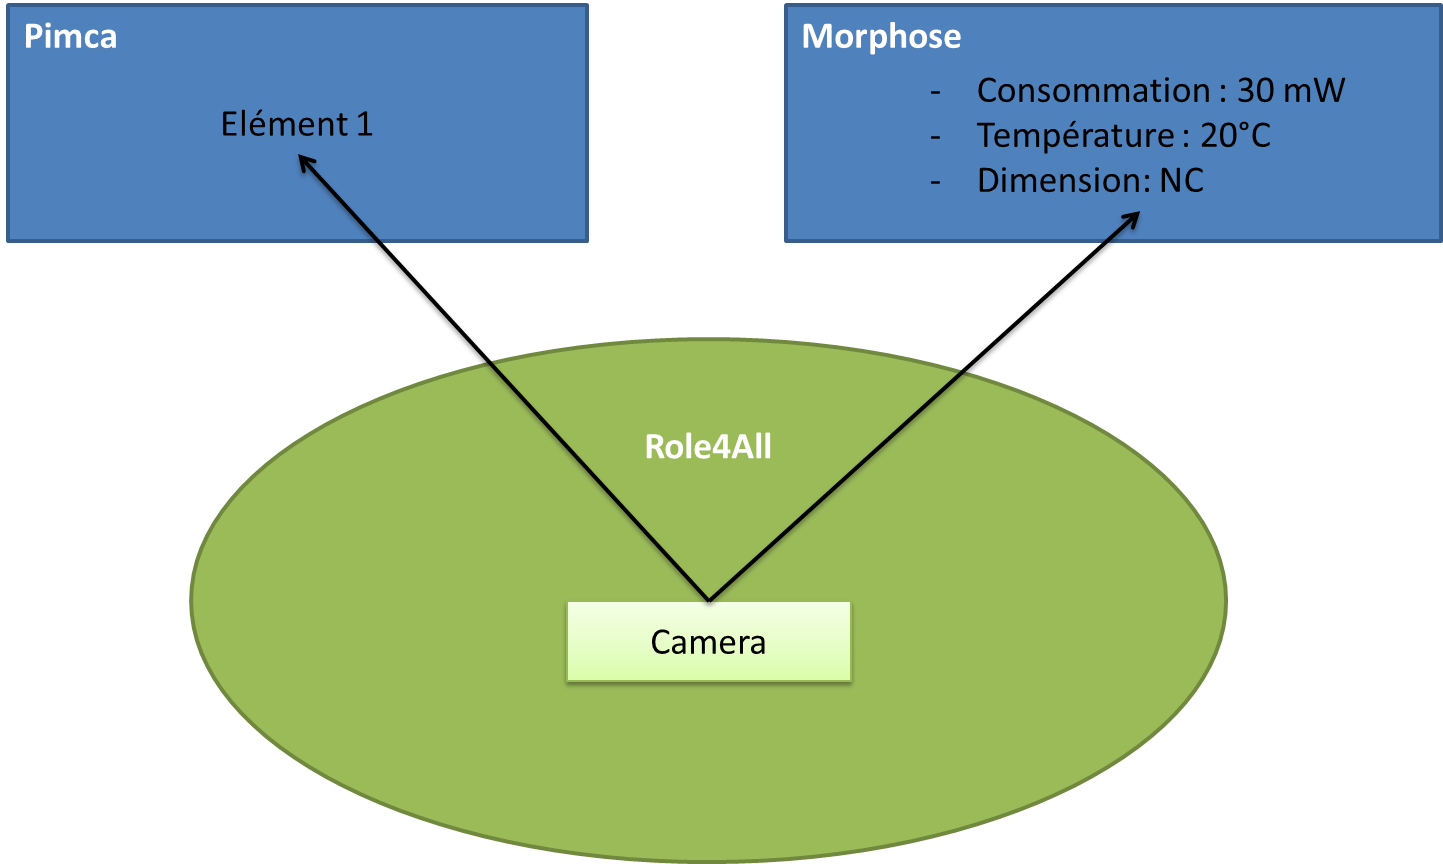 Pimca
Elément 1
Morphose
- Consommation : 30 mW
- Température : 20°C
- Dimension: NC
Role4All
Camera